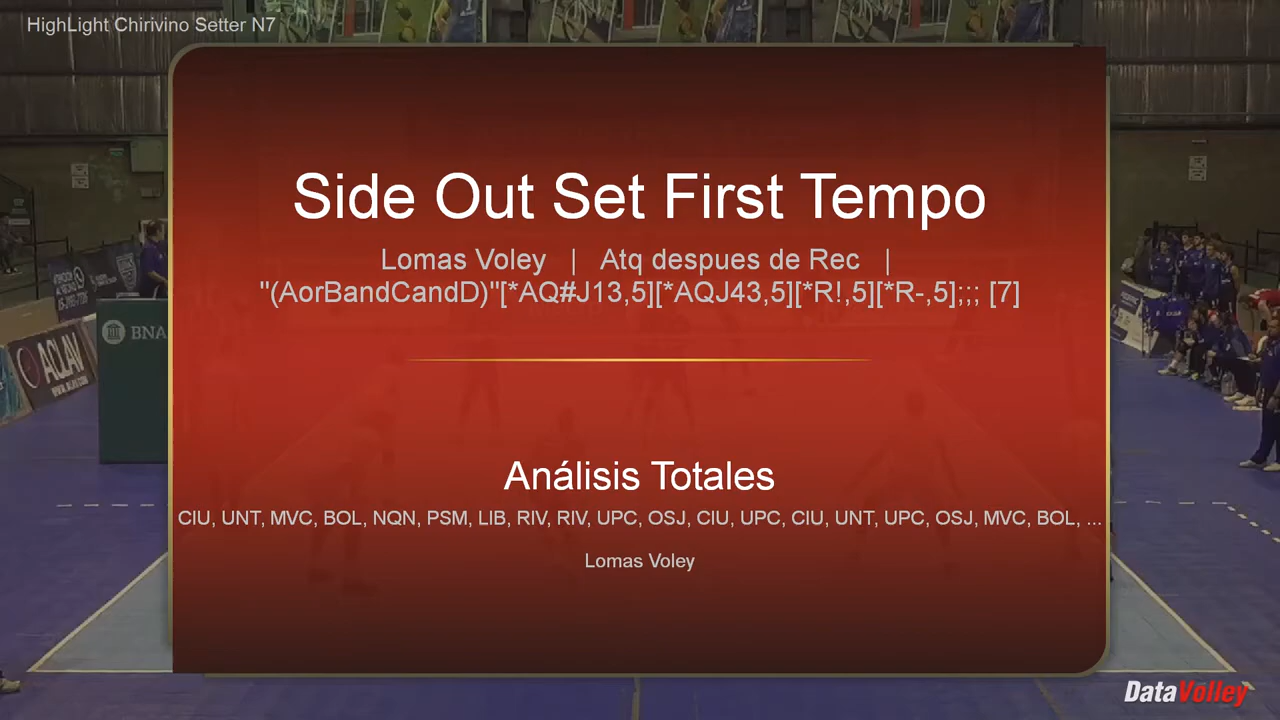 HighLight Chirivino Setter N7
Side Out Set First Tempo
Lomas Voley | Atq despues de Rec |
"(AorBandCandD)"[*AQ#J13,5][*AQJ43,5][*R!,5][*R-,5];;; [7]
BNA
ACLAV
Análisis Totales
CIU, UNT, MVC, BOL, NQN, PSM, LIB, RIV, RIV, UPC, OSJ, CIU, UPC, CIU, UNT, UPC, OSJ, MVC, BOL, ...
Lomas Voley
DataVolley